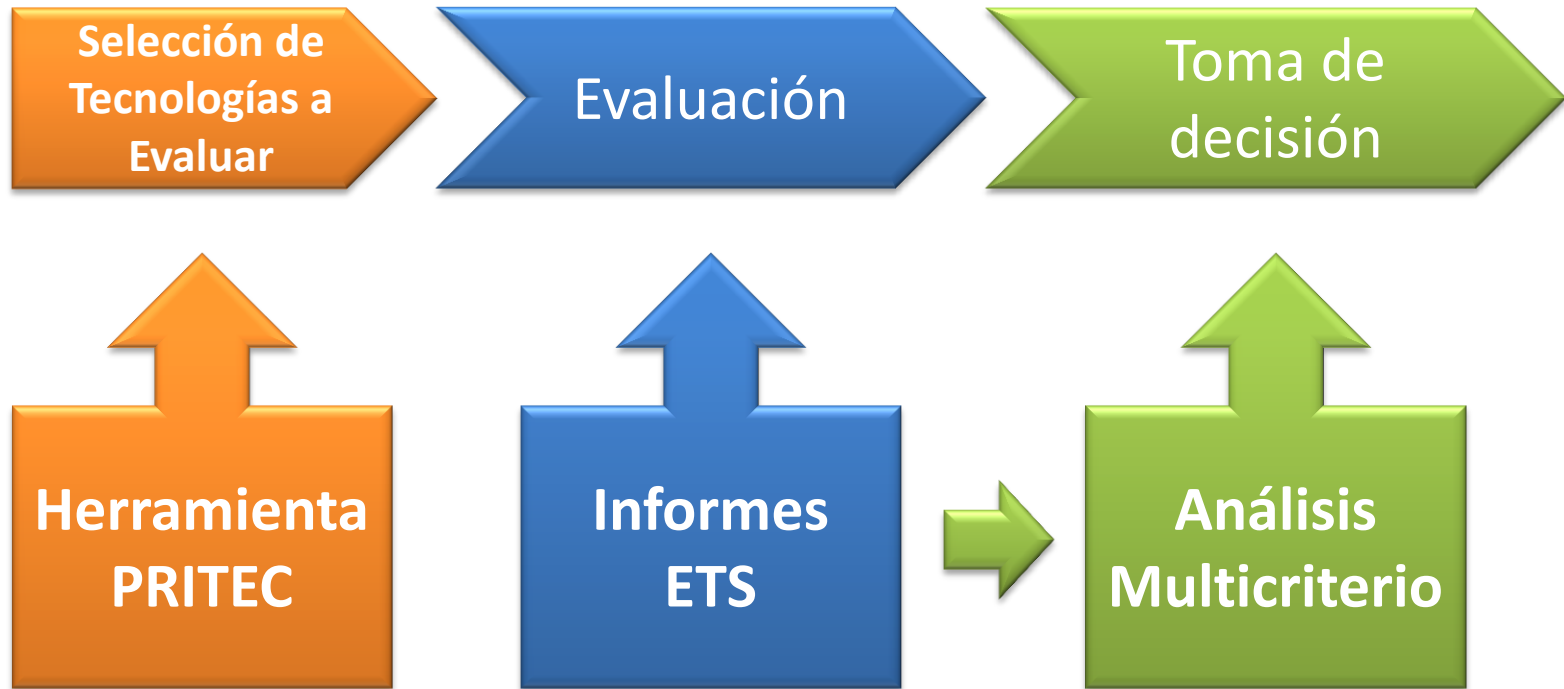 Selección de
Tecnologías a
Evaluar
Evaluación
Toma de
decisión
Herramienta
PRITEC
Informes
ETS
Análisis
Multicriterio